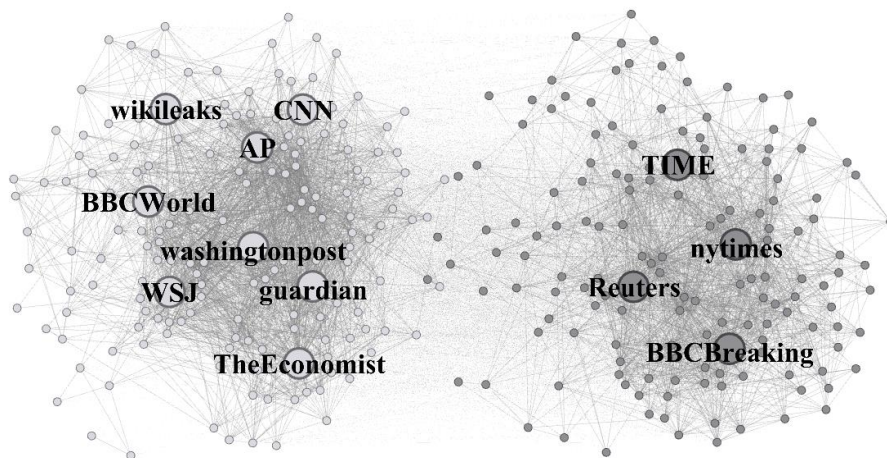 wikileaks
CNN
AP
BBCWorld
washingtonpost
WSJ
guardian
TheEconomist
TIME
nytimes
Reuters
BBCBreaking